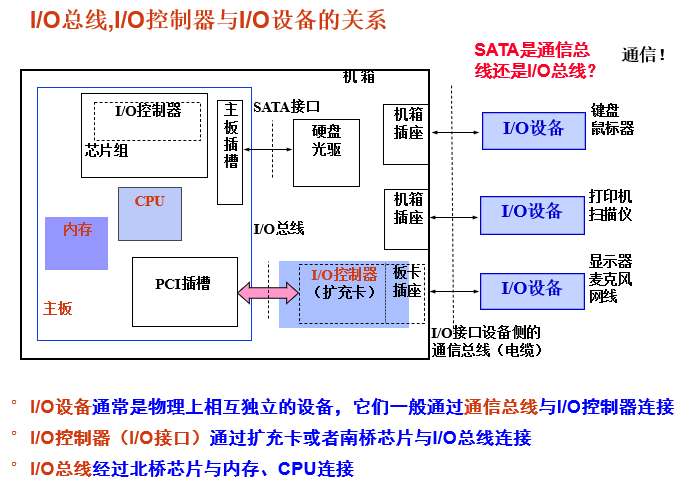 I/O总线,I/O控制器与I/O设备的关系
SATA是通信总
线还是I/O总线?
通信!
机箱
I/O控制器
芯片组
主板插槽
SATA接口
硬盘
光驱
机箱
插座
I/O设备
键盘
鼠标器
CPU
内存
机箱
插座
I/O设备
打印机
扫描仪
I/O总线
PCI插槽
I/O控制器
(扩充卡)
板卡
插座
I/O设备
显示器
麦克风
网线
主板
I/O接口设备侧的
通信总线(电缆)
° I/O设备通常是物理上相互独立的设备，它们一般通过通信总线与I/O控制器连接
° I/O控制器（I/O接口）通过扩充卡或者南桥芯片与I/O总线连接
° I/O总线经过北桥芯片与内存、CPU连接